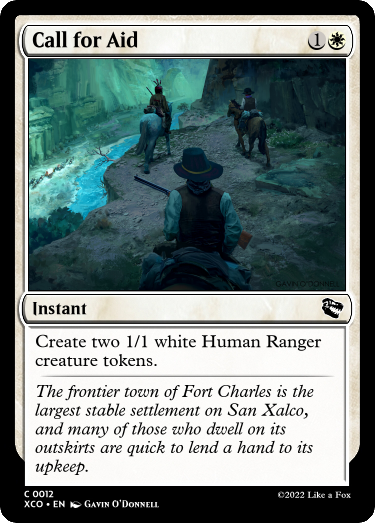 Call for Aid 1
GAVIN O'DONNELL
Instant
Create two 1/1 white Human Ranger
creature tokens.
The frontier town of Fort Charles is the
largest stable settlement on San Xalco,
and many of those who dwell on its
outskirts are quick to lend a hand to its
upkeep.
C 0012
XCO • EN Gavin O'Donnell
©2022 Like a Fox